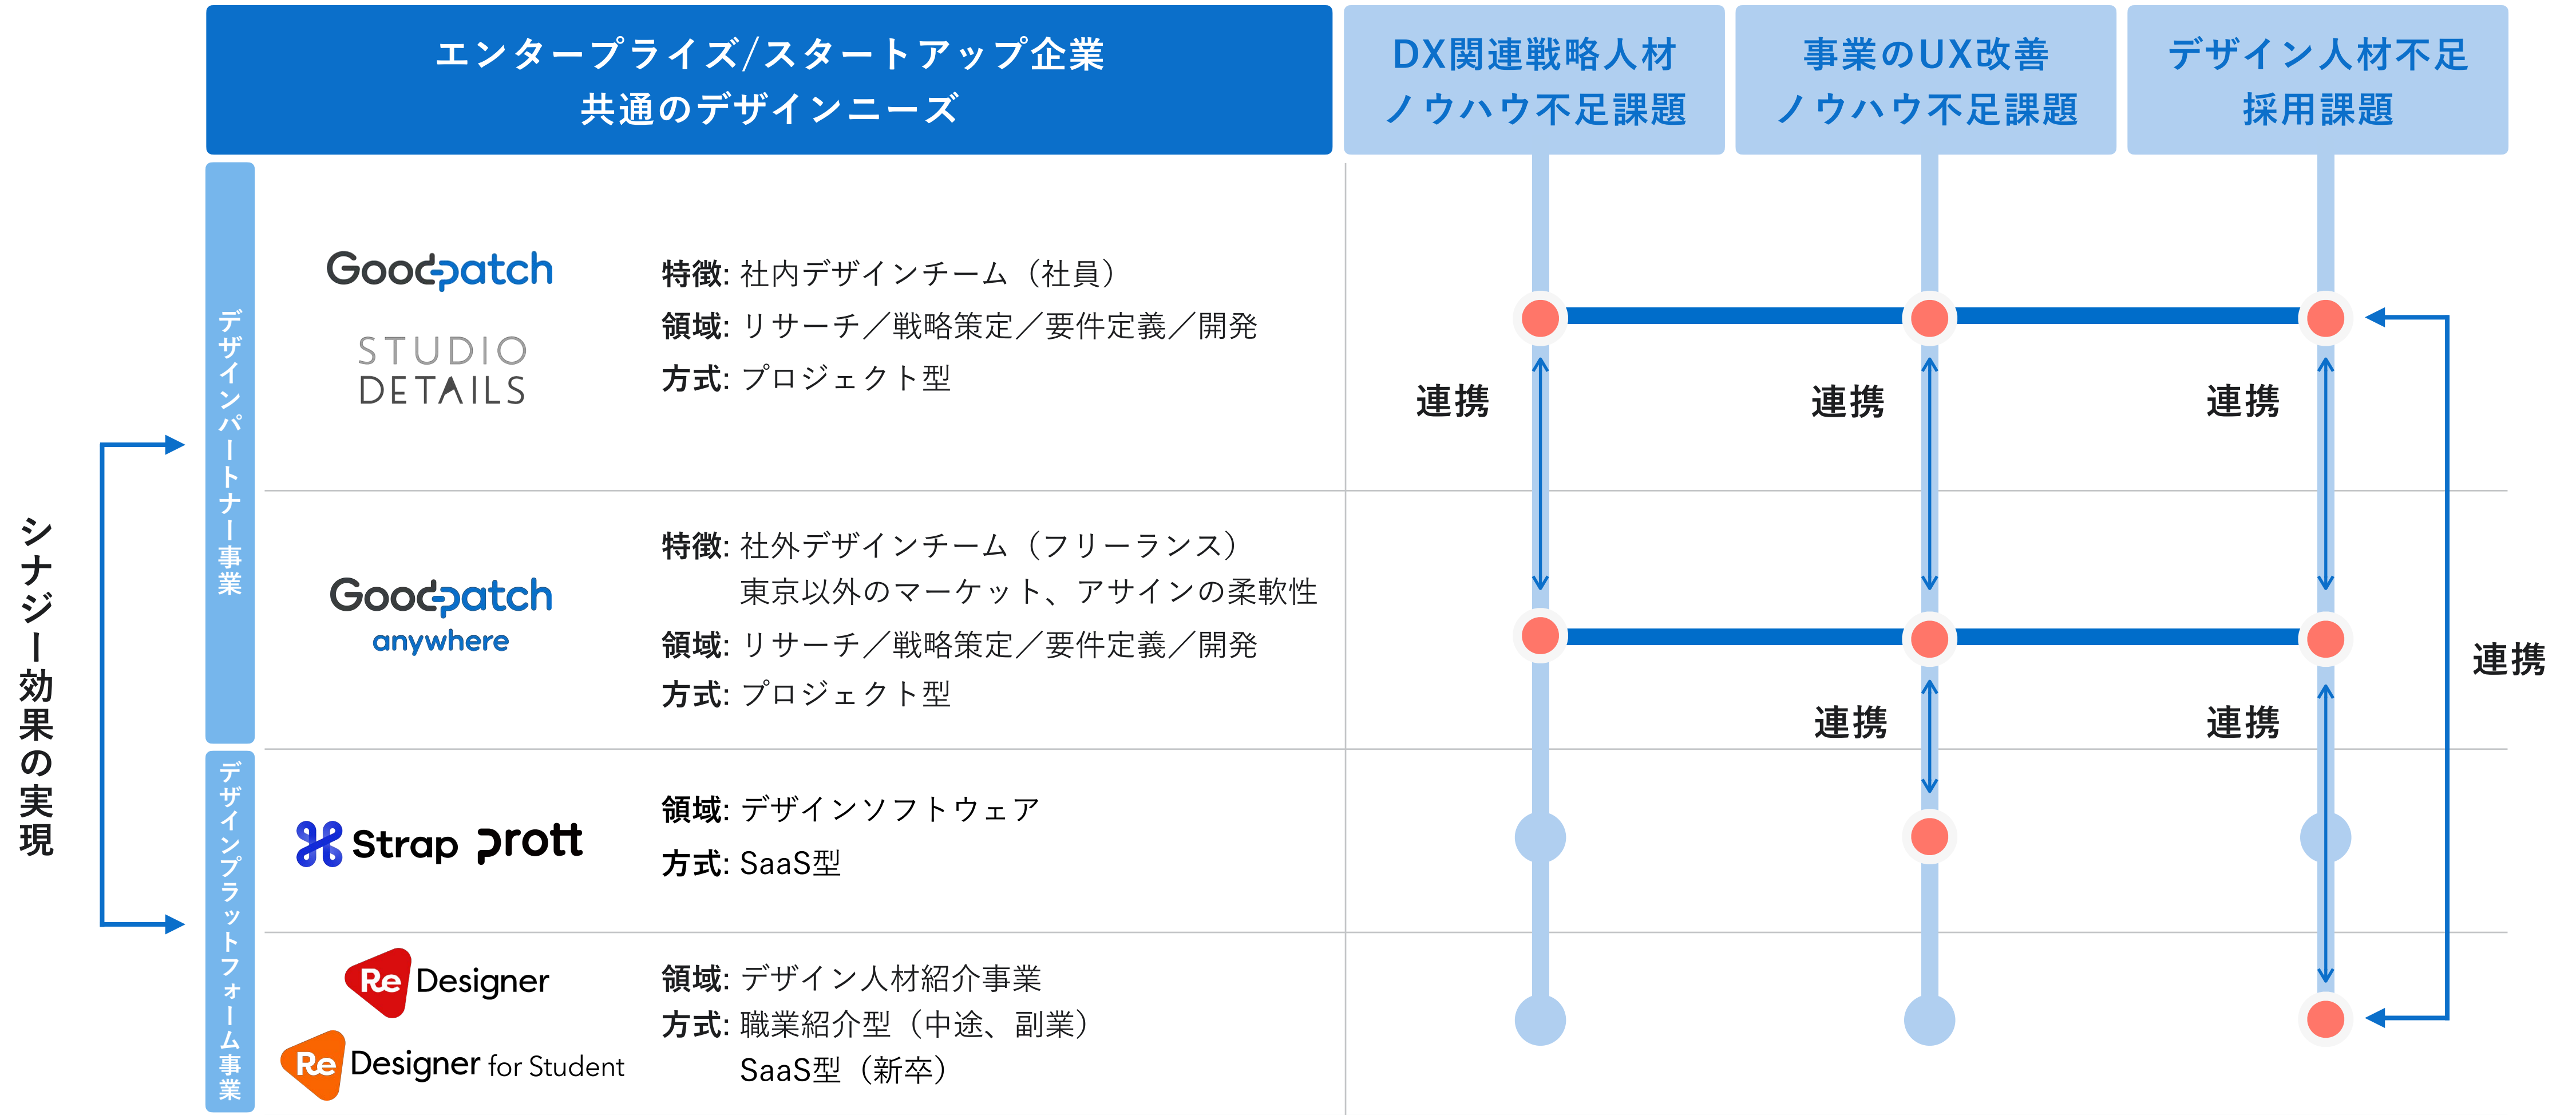 エンタープライズ/スタートアップ企業
共通のデザインニーズ
DX関連戦略人材
ノウハウ不足課題
事業のUX改善
ノウハウ不足課題
デザイン人材不足
採用課題
シナジー効果の実現
デザインパートナー事業
Goodpatch
STUDIO
DETAILS
特徴: 社内デザインチーム（社員）
領域: リサーチ／戦略策定／要件定義／開発
方式: プロジェクト型
連携
連携
連携
Goodpatch
anywhere
特徴: 社外デザインチーム（フリーランス）
東京以外のマーケット、アサインの柔軟性
領域: リサーチ／戦略策定／要件定義／開発
方式: プロジェクト型
連携
連携
連携
デザインプラットフォーム事業
Strap prott
領域: デザインソフトウェア
方式: SaaS型
Re Designer
Re Designer for Student
領域: デザイン人材紹介事業
方式: 職業紹介型（中途、副業）
SaaS型（新卒）